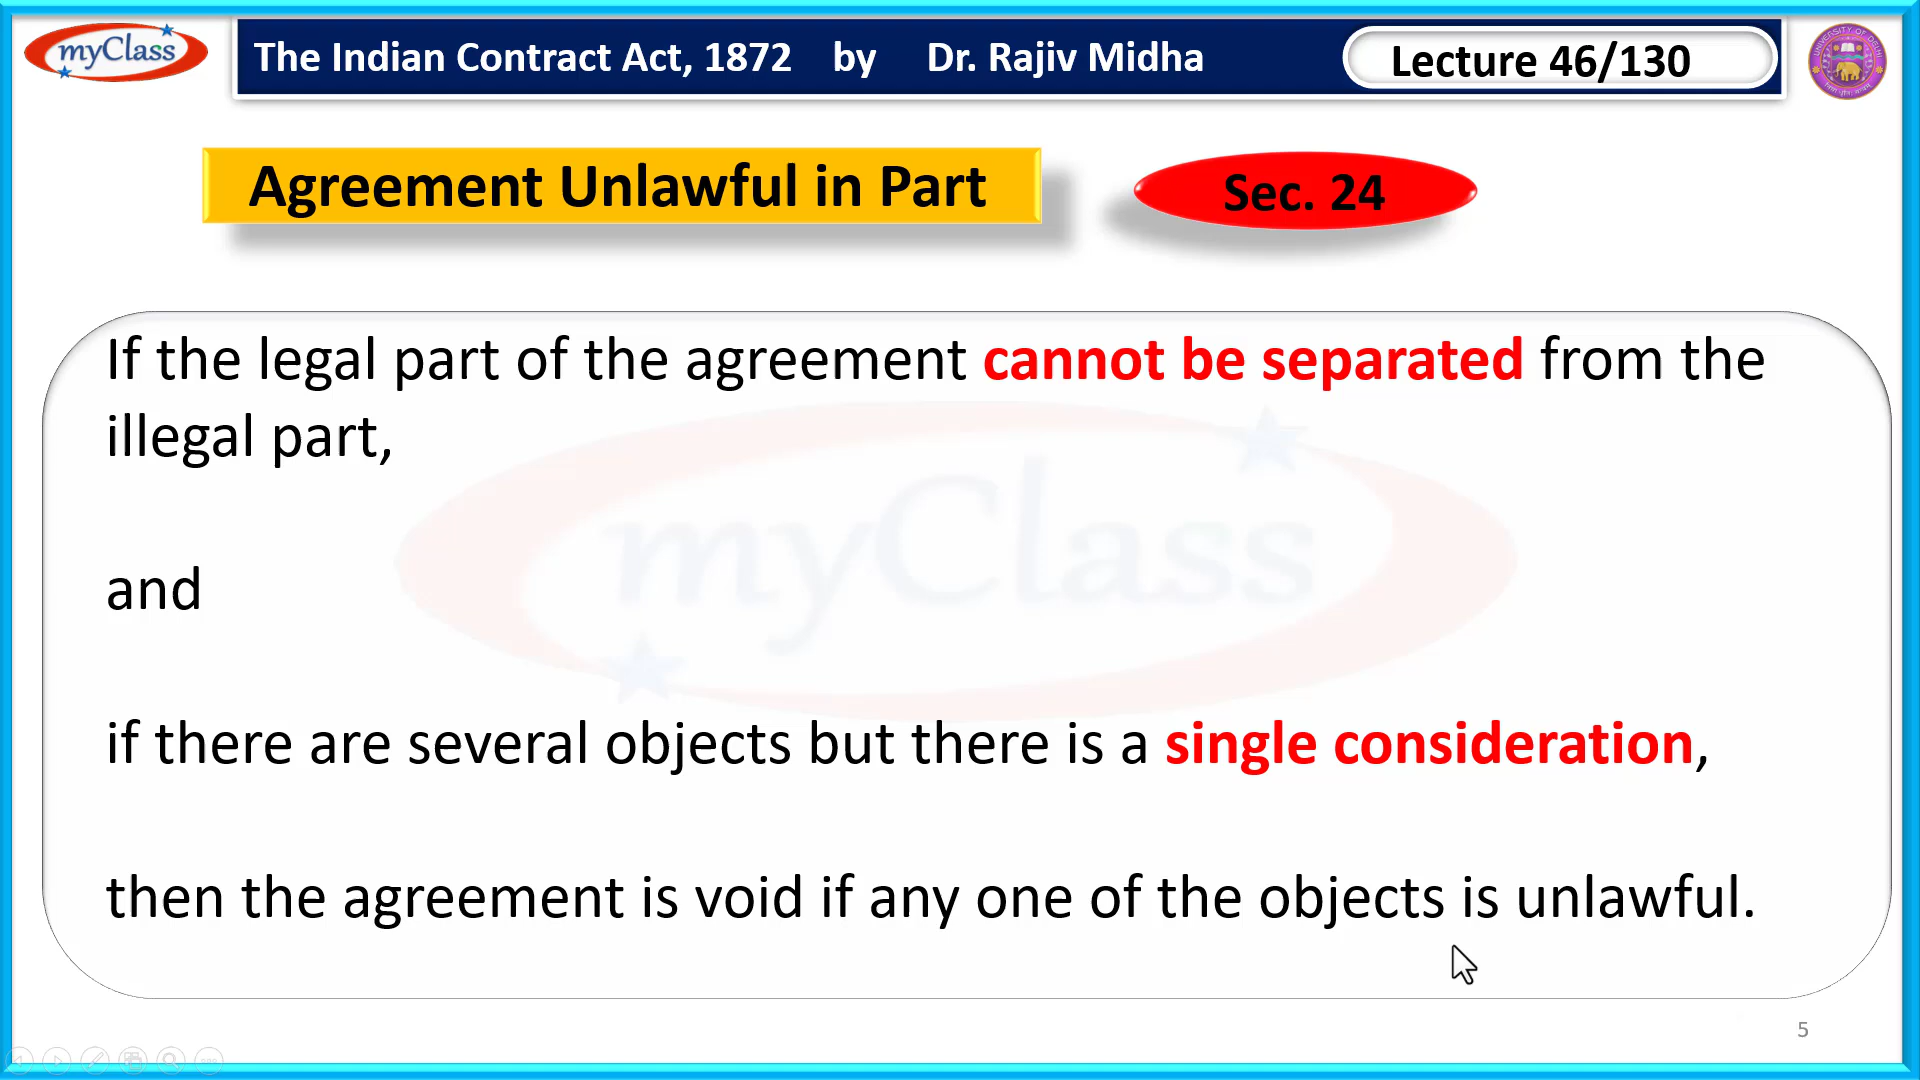 myClass
The Indian Contract Act, 1872 by Dr. Rajiv Midha
Lecture 46/130
Agreement Unlawful in Part
Sec. 24
If the legal part of the agreement cannot be separated from the
illegal part,
and
if there are several objects but there is a single consideration,
then the agreement is void if any one of the objects is unlawful.
myClass
5